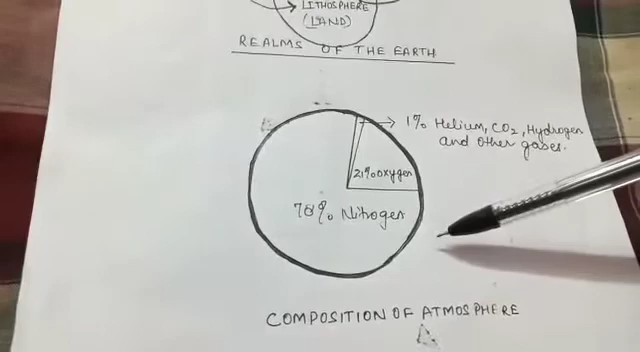 LITHOSPHERE
(LAND)
REALMS OF THE EARTH
1% Helium, CO2, Hydrogen
and other gases.
21% oxygen
78% Nitrogen
COMPOSITION OF ATMOSPHERE